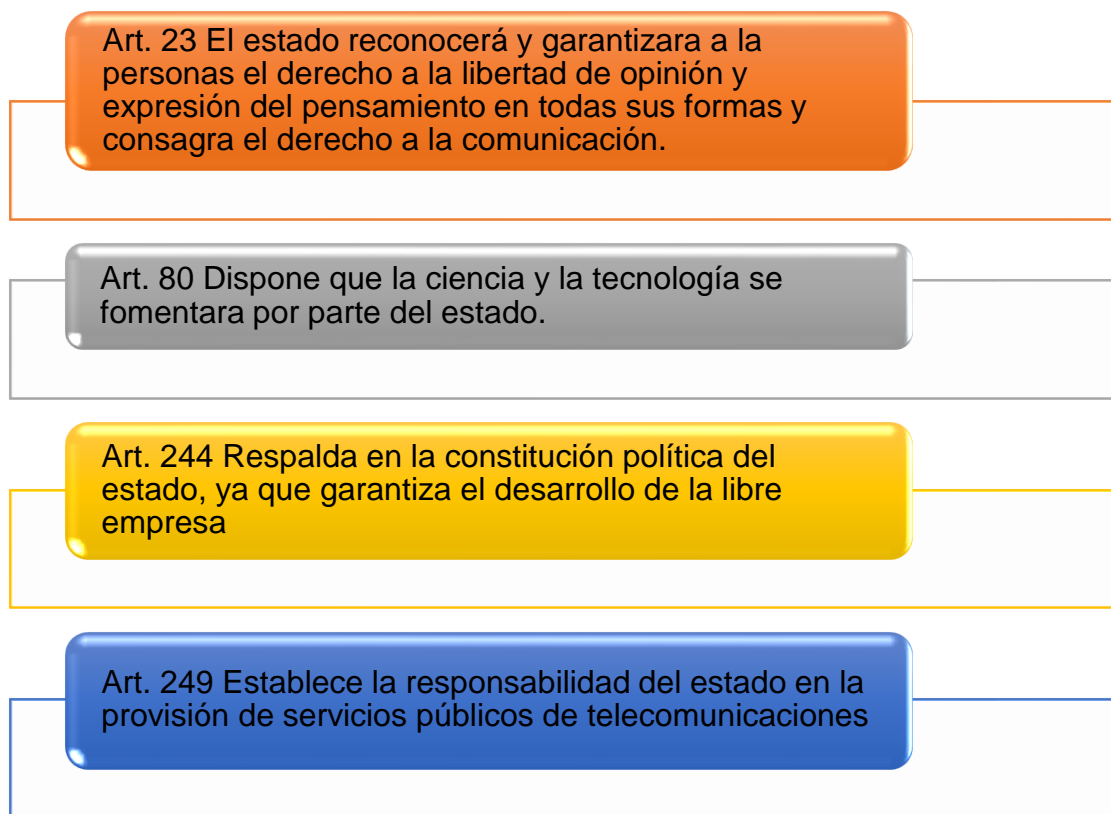 Art. 23 El estado reconocerá y garantizara a la
personas el derecho a la libertad de opinión y
expresión del pensamiento en todas sus formas y
consagra el derecho a la comunicación.
Art. 80 Dispone que la ciencia y la tecnología se
fomentara por parte del estado.
Art. 244 Respalda en la constitución política del
estado, ya que garantiza el desarrollo de la libre
empresa
Art. 249 Establece la responsabilidad del estado en la
provisión de servicios públicos de telecomunicaciones